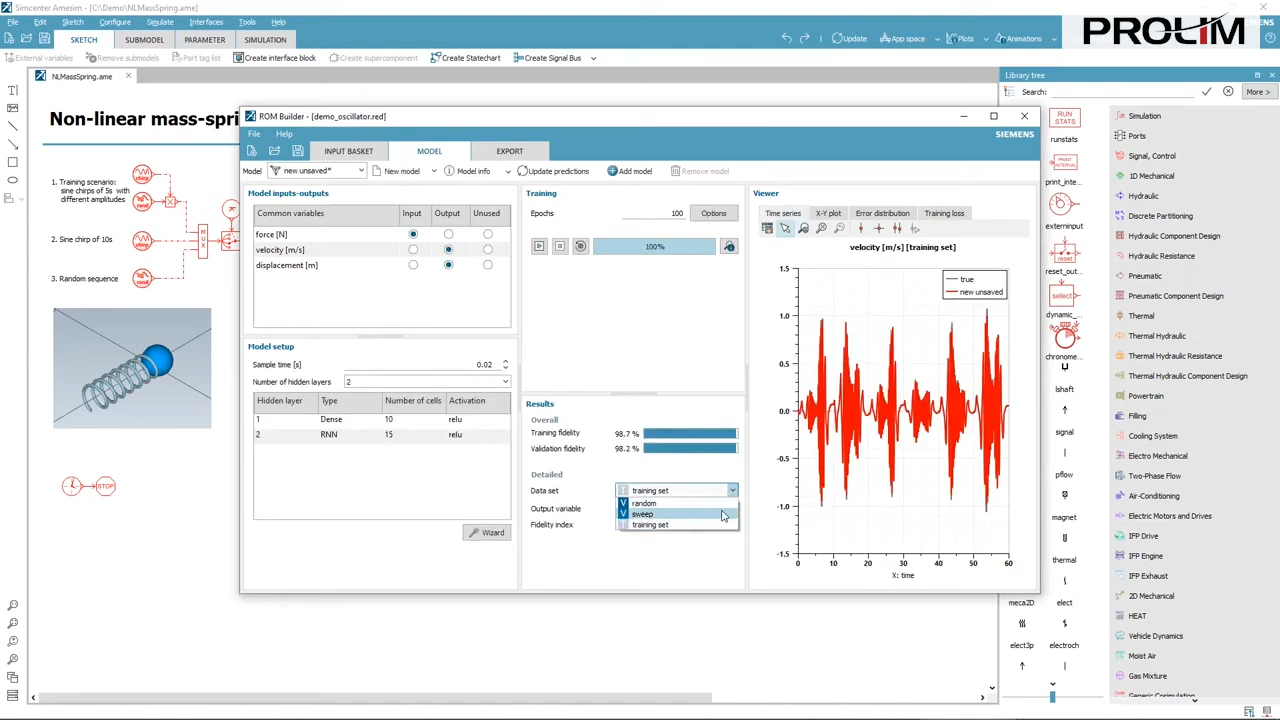 Simcenter Amesim - [C:\Demo\NLMassSpring.ame]
File Edit Sketch Configure Simulate Interfaces Tools Help
SIEMENS
PROLIM
SKETCH SUBMODEL PARAMETER SIMULATION
Update App space Plots Animations
External variables Remove submodels Port tag list Create interface block Create supercomponent Create Statechart Create Signal Bus
NLMassSpring.ame
Non-linear mass-spri
1. Training scenario:
sine chirps of 5s with
different amplitudes
2. Sine chirp of 10s
3. Random sequence
chirp
rand
chirp
rand
M
U
X
STOP
ROM Builder - [demo_oscillator.red]
File Help
SIEMENS
INPUT BASKET MODEL EXPORT
Model new unsaved* New model Model info Update predictions Add model Remove model
Model inputs-outputs
Common variables Input Output Unused
force [N]
velocity [m/s]
displacement [m]
Model setup
Sample time [s] 0.02
Number of hidden layers 2
Hidden layer Type Number of cells Activation
1 Dense 10 relu
2 RNN 15 relu
Wizard
Training
Epochs 100 Options
100%
Results
Overall
Training fidelity 98.7 %
Validation fidelity 98.2 %
Detailed
Data set T training set
V random
Output variable V sweep
Fidelity index T training set
Viewer
Time series X-Y plot Error distribution Training loss
velocity [m/s] [training set]
true
new unsaved
1.5
1.0
0.5
0.0
-0.5
-1.0
-1.5
0 10 20 30 40 50 60
X: time
Library tree
Search: More >
RUN
STATS
runstats
PRINT
INTERVAL
print_inte...
externinput
reset
reset_out...
select
dynamic_...
chronome...
lshaft
signal
pflow
magnet
thermal
meca2D elect
elect3p electroch
Simulation
Ports
Signal, Control
1D Mechanical
Hydraulic
Discrete Partitioning
Hydraulic Component Design
Hydraulic Resistance
Pneumatic
Pneumatic Component Design
Thermal
Thermal Hydraulic
Thermal Hydraulic Resistance
Thermal Hydraulic Component Design
Powertrain
Filling
Cooling System
Electro Mechanical
Two-Phase Flow
Air-Conditioning
Electric Motors and Drives
IFP Drive
IFP Engine
IFP Exhaust
2D Mechanical
HEAT
Vehicle Dynamics
Moist Air
Gas Mixture
Generic Cosimulation